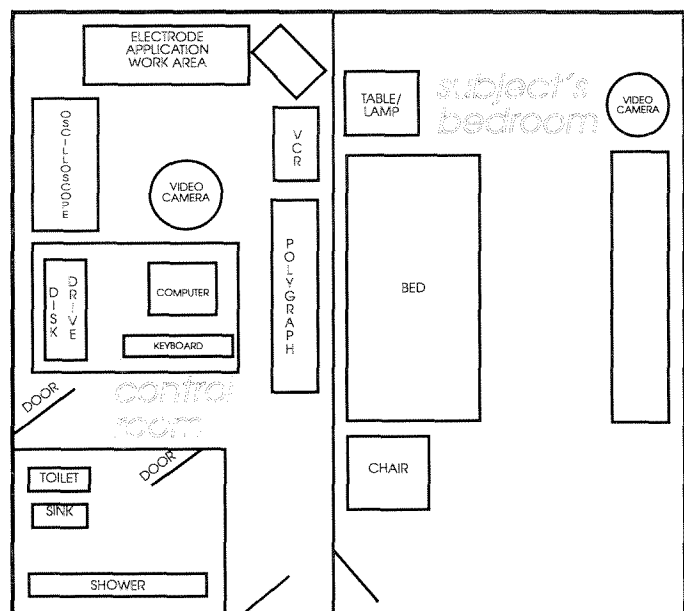 ELECTRODE
APPLICATION
WORK AREA
OSCILLOSCOPE
VIDEO
CAMERA
VCR
POLYGRAPH
DISK
DRIVE
COMPUTER
KEYBOARD
control
room
DOOR
DOOR
TOILET
SINK
SHOWER
TABLE/
LAMP
subject's
bedroom
VIDEO
CAMERA
BED
CHAIR